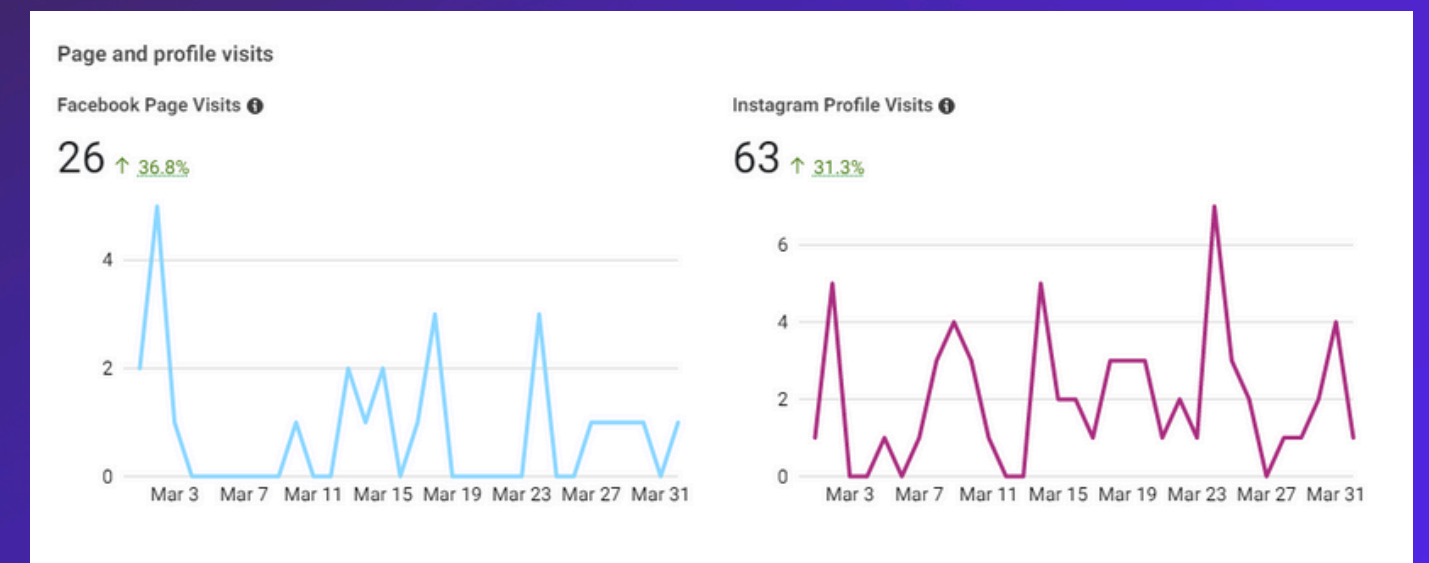 Page and profile visits
Facebook Page Visits
26 ↑ 36.8%
4
2
0
Mar 3 Mar 7 Mar 11 Mar 15 Mar 19 Mar 23 Mar 27 Mar 31
Instagram Profile Visits
63 ↑ 31.3%
6
4
2
0
Mar 3 Mar 7 Mar 11 Mar 15 Mar 19 Mar 23 Mar 27 Mar 31